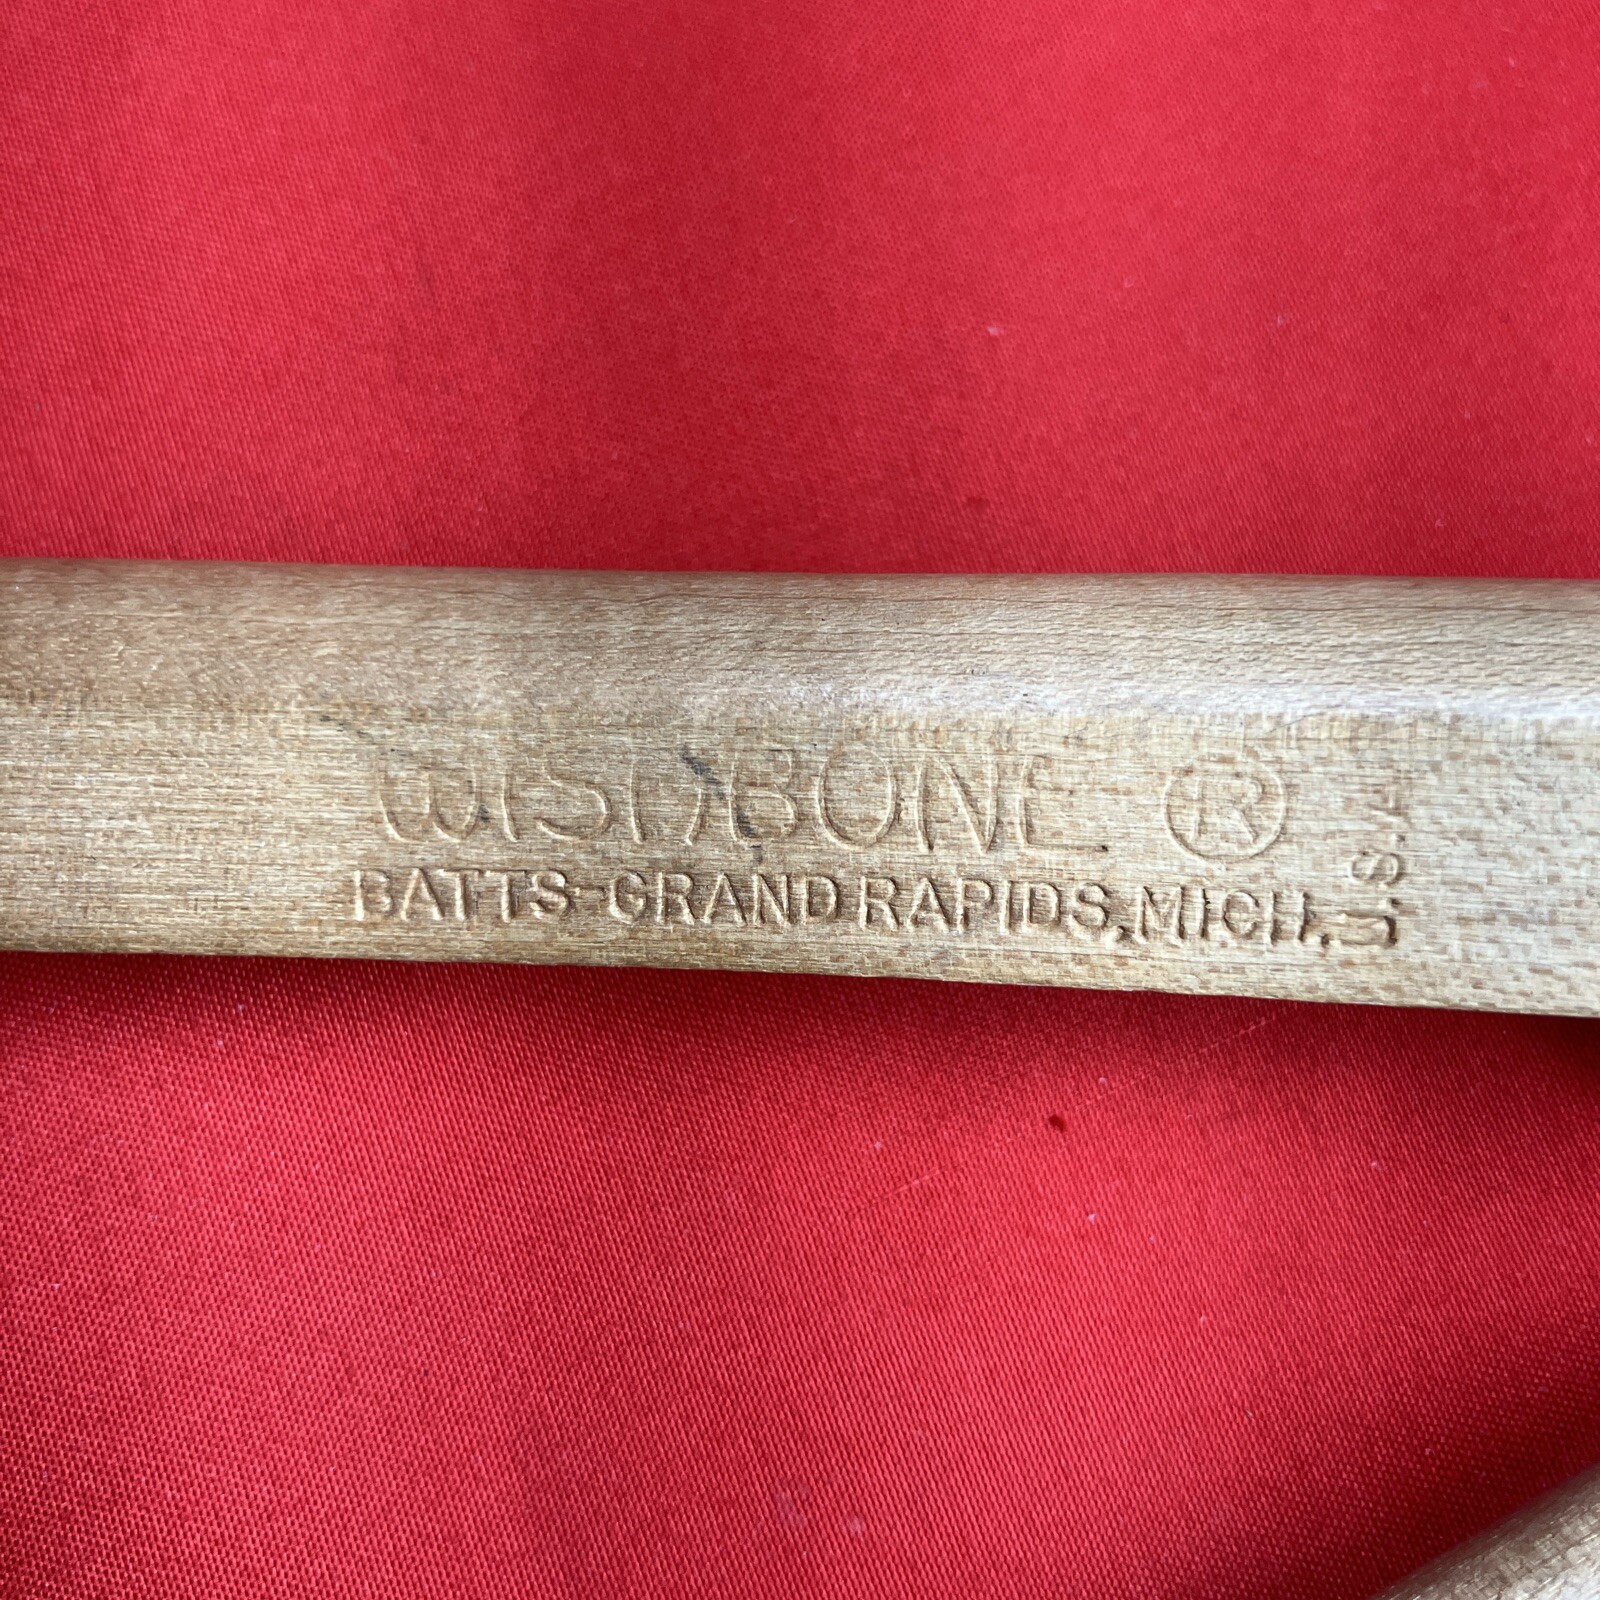 WISHBONE ®
BATTS-GRAND RAPIDS, MICH.
U.S.A.